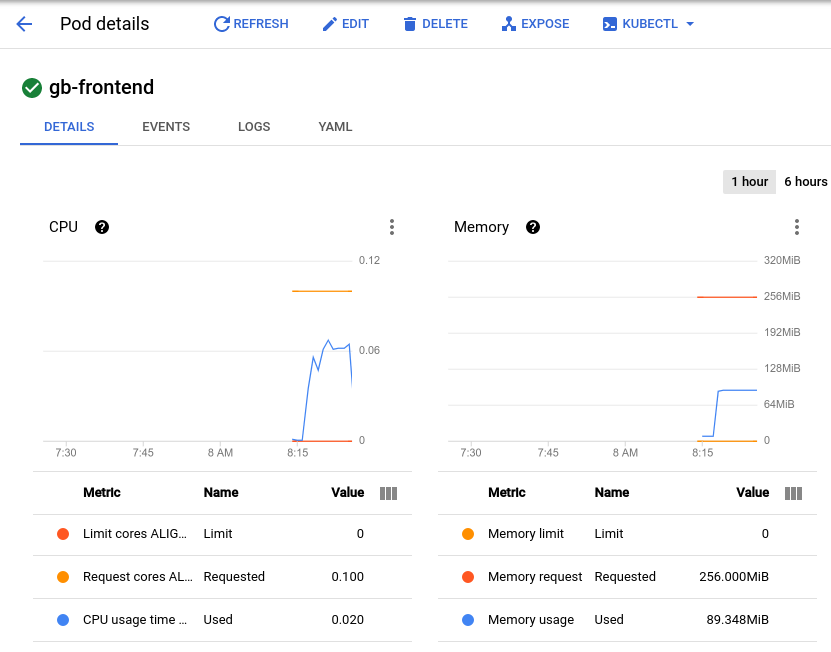 Pod details REFRESH EDIT DELETE EXPOSE KUBECTL
gb-frontend
DETAILS EVENTS LOGS YAML
1 hour 6 hours
CPU ?
0.12
0.06
0
7:30 7:45 8 AM 8:15
Metric Name Value
Limit cores ALIG... Limit 0
Request cores AL... Requested 0.100
CPU usage time ... Used 0.020
Memory ?
320MiB
256MiB
192MiB
128MiB
64MiB
0
7:30 7:45 8 AM 8:15
Metric Name Value
Memory limit Limit 0
Memory request Requested 256.000MiB
Memory usage Used 89.348MiB